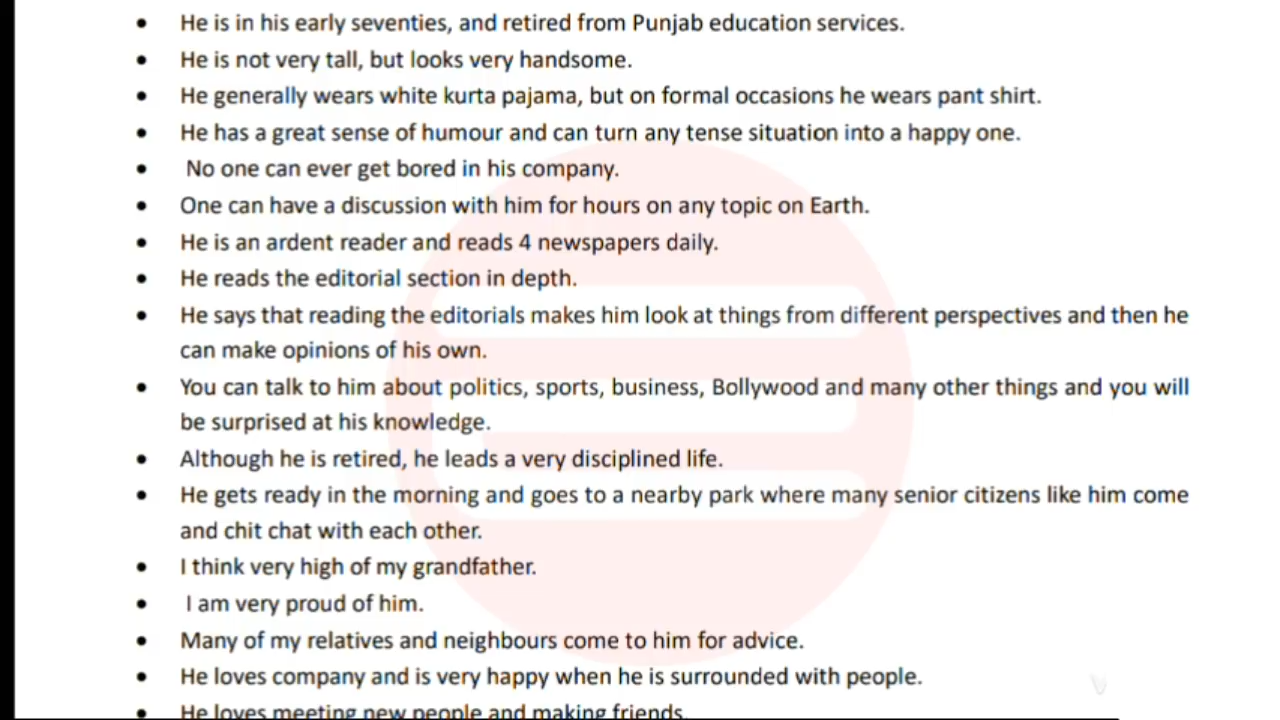 • He is in his early seventies, and retired from Punjab education services.
• He is not very tall, but looks very handsome.
• He generally wears white kurta pajama, but on formal occasions he wears pant shirt.
• He has a great sense of humour and can turn any tense situation into a happy one.
• No one can ever get bored in his company.
• One can have a discussion with him for hours on any topic on Earth.
• He is an ardent reader and reads 4 newspapers daily.
• He reads the editorial section in depth.
• He says that reading the editorials makes him look at things from different perspectives and then he
can make opinions of his own.
• You can talk to him about politics, sports, business, Bollywood and many other things and you will
be surprised at his knowledge.
• Although he is retired, he leads a very disciplined life.
• He gets ready in the morning and goes to a nearby park where many senior citizens like him come
and chit chat with each other.
• I think very high of my grandfather.
• I am very proud of him.
• Many of my relatives and neighbours come to him for advice.
• He loves company and is very happy when he is surrounded with people.
• He loves meeting new people and making friends.